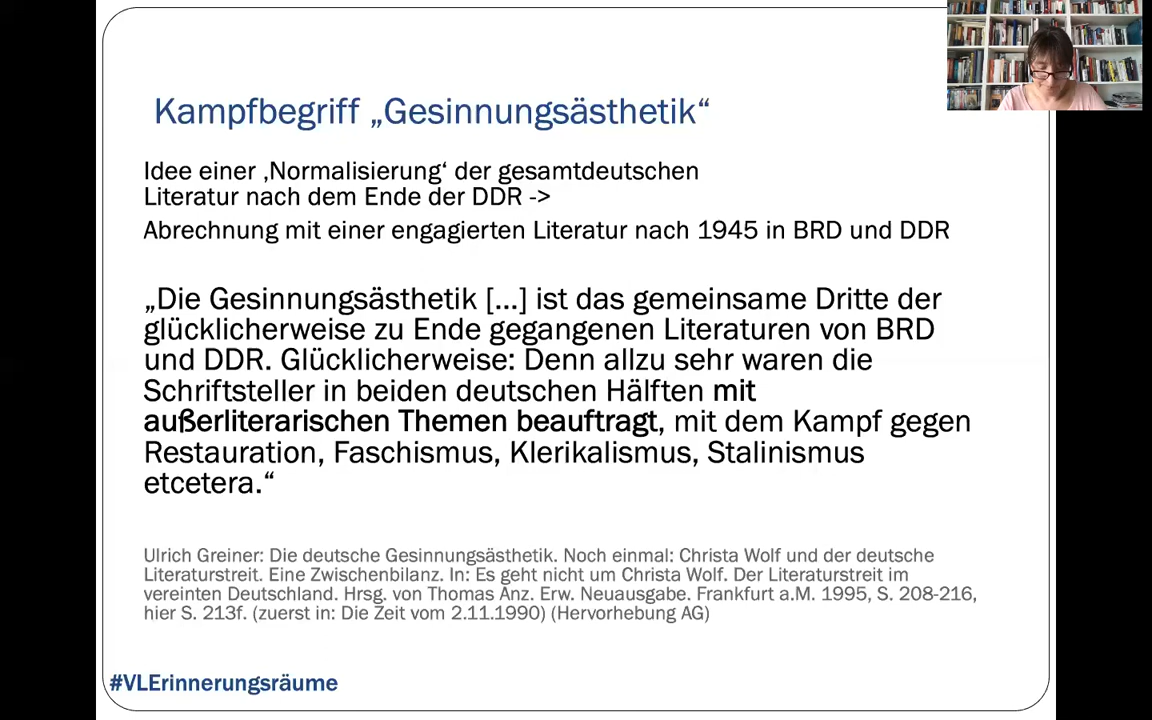 Kampfbegriff „Gesinnungsästhetik“
Idee einer ‚Normalisierung‘ der gesamtdeutschen
Literatur nach dem Ende der DDR ->
Abrechnung mit einer engagierten Literatur nach 1945 in BRD und DDR
„Die Gesinnungsästhetik [...] ist das gemeinsame Dritte der
glücklicherweise zu Ende gegangenen Literaturen von BRD
und DDR. Glücklicherweise: Denn allzu sehr waren die
Schriftsteller in beiden deutschen Hälften mit
außerliterarischen Themen beauftragt, mit dem Kampf gegen
Restauration, Faschismus, Klerikalismus, Stalinismus
etcetera.“
Ulrich Greiner: Die deutsche Gesinnungsästhetik. Noch einmal: Christa Wolf und der deutsche
Literaturstreit. Eine Zwischenbilanz. In: Es geht nicht um Christa Wolf. Der Literaturstreit im
vereinten Deutschland. Hrsg. von Thomas Anz. Erw. Neuausgabe. Frankfurt a.M. 1995, S. 208-216,
hier S. 213f. (zuerst in: Die Zeit vom 2.11.1990) (Hervorhebung AG)
#VLErinnerungsräume